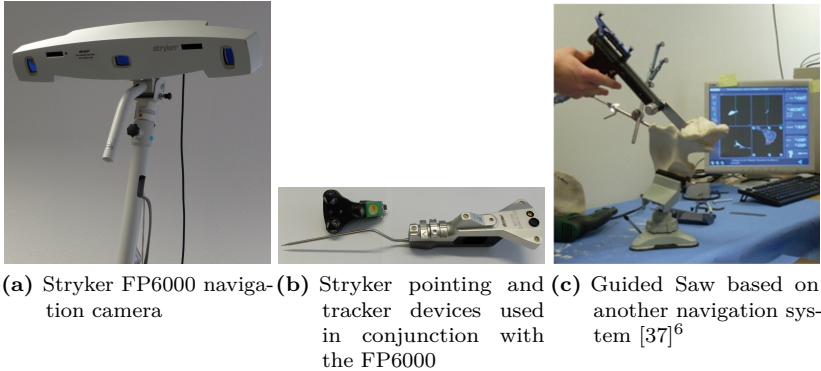 stryker
(a) Stryker FP6000 naviga-
tion camera
(b) Stryker pointing and
tracker devices used
in conjunction with
the FP6000
(c) Guided Saw based on
another navigation sys-
tem [37]6